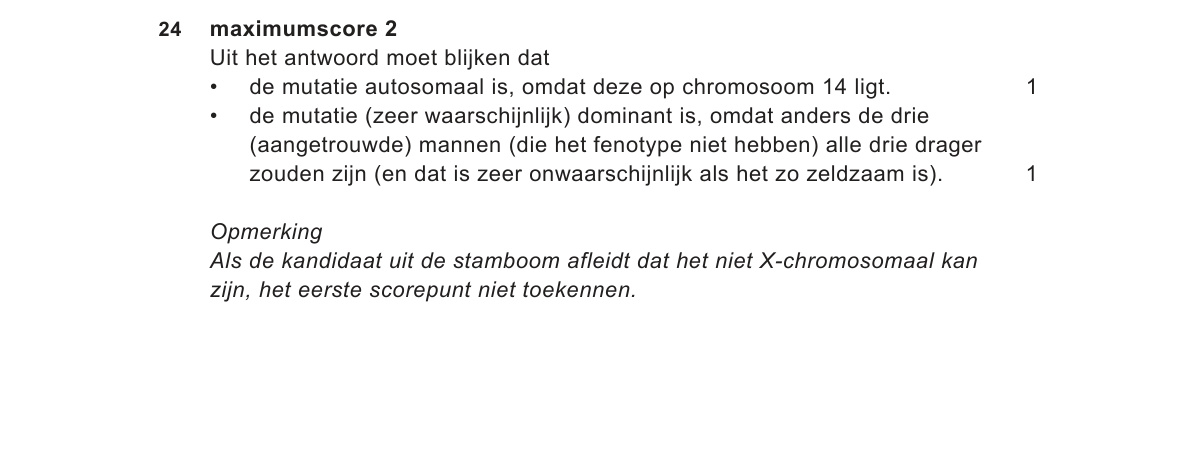 24 maximumscore 2
Uit het antwoord moet blijken dat
• de mutatie autosomaal is, omdat deze op chromosoom 14 ligt. 1
• de mutatie (zeer waarschijnlijk) dominant is, omdat anders de drie
(aangetrouwde) mannen (die het fenotype niet hebben) alle drie drager
zouden zijn (en dat is zeer onwaarschijnlijk als het zo zeldzaam is). 1
Opmerking
Als de kandidaat uit de stamboom afleidt dat het niet X-chromosomaal kan
zijn, het eerste scorepunt niet toekennen.